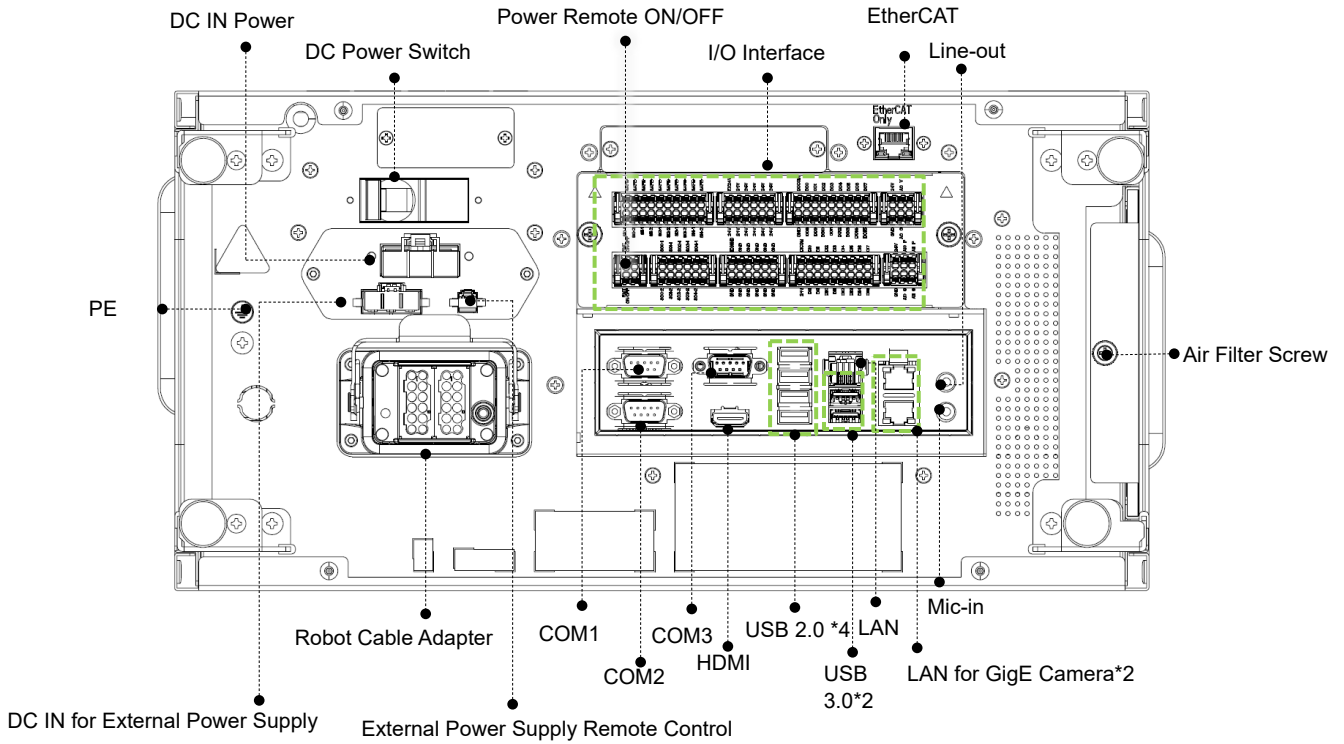 Power Remote ON/OFF
EtherCAT
DC IN Power
DC Power Switch
I/O Interface
Line-out
EtherCAT
Only
PE
Air Filter Screw
Mic-in
Robot Cable Adapter
COM1
COM3
USB 2.0 *4
LAN
COM2
HDMI
USB
3.0*2
LAN for GigE Camera*2
DC IN for External Power Supply
External Power Supply Remote Control